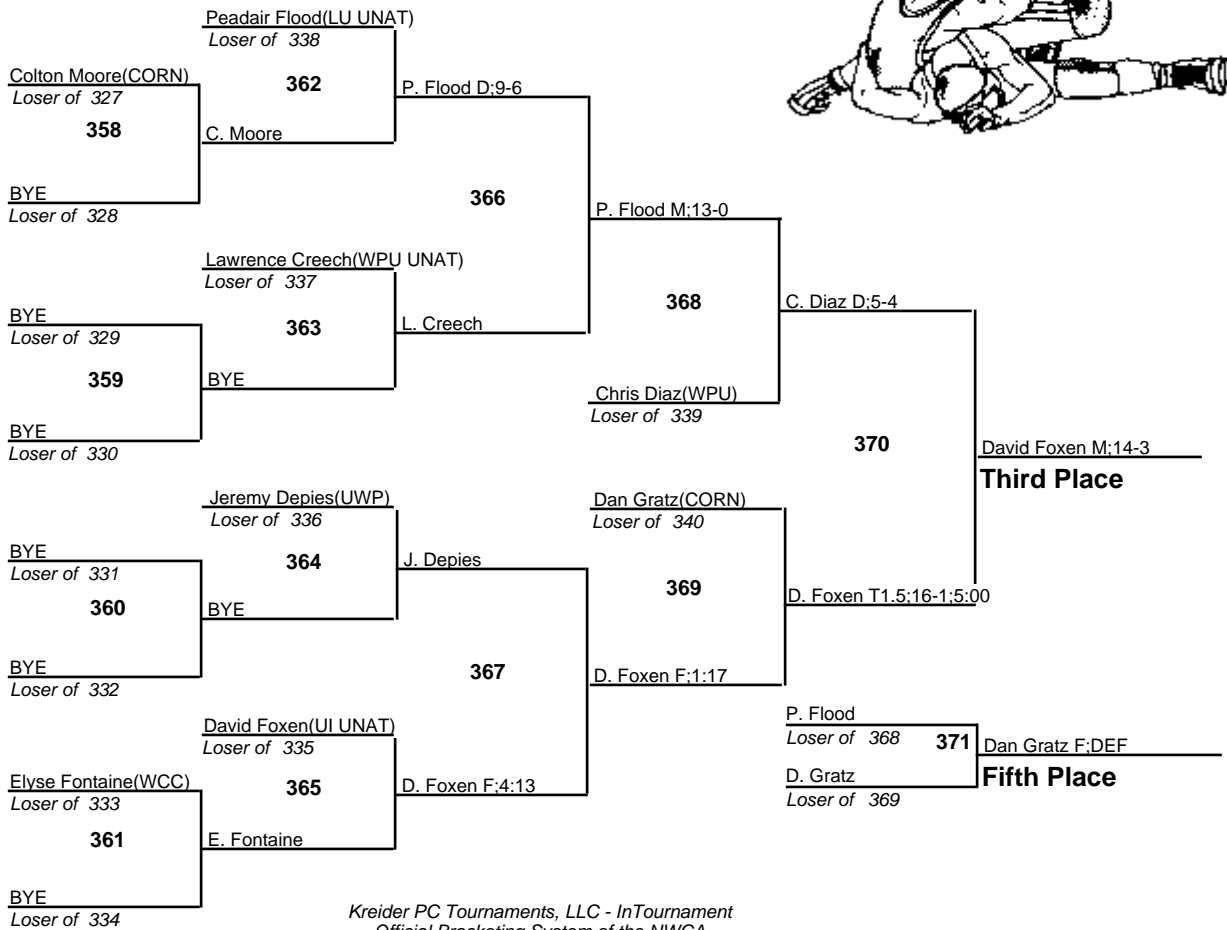 Peadair Flood(LU UNAT)
Loser of 338
Colton Moore(CORN)
Loser of 327
362
P. Flood D;9-6
358
C. Moore
BYE
Loser of 328
366
P. Flood M;13-0
Lawrence Creech(WPU UNAT)
Loser of 337
368
C. Diaz D;5-4
BYE
Loser of 329
363
L. Creech
359
BYE
Chris Diaz(WPU)
Loser of 339
BYE
Loser of 330
370
David Foxen M;14-3
Third Place
Jeremy Depies(UWP)
Loser of 336
Dan Gratz(CORN)
Loser of 340
BYE
Loser of 331
364
J. Depies
369
D. Foxen T1.5;16-1;5:00
360
BYE
BYE
Loser of 332
367
D. Foxen F;1:17
David Foxen(UI UNAT)
Loser of 335
P. Flood
Loser of 368
371
Dan Gratz F;DEF
Fifth Place
Elyse Fontaine(WCC)
Loser of 333
365
D. Foxen F;4:13
D. Gratz
Loser of 369
361
E. Fontaine
BYE
Loser of 334
Kreider PC Tournaments, LLC - InTournament
Official Bracketing System of the NWCA